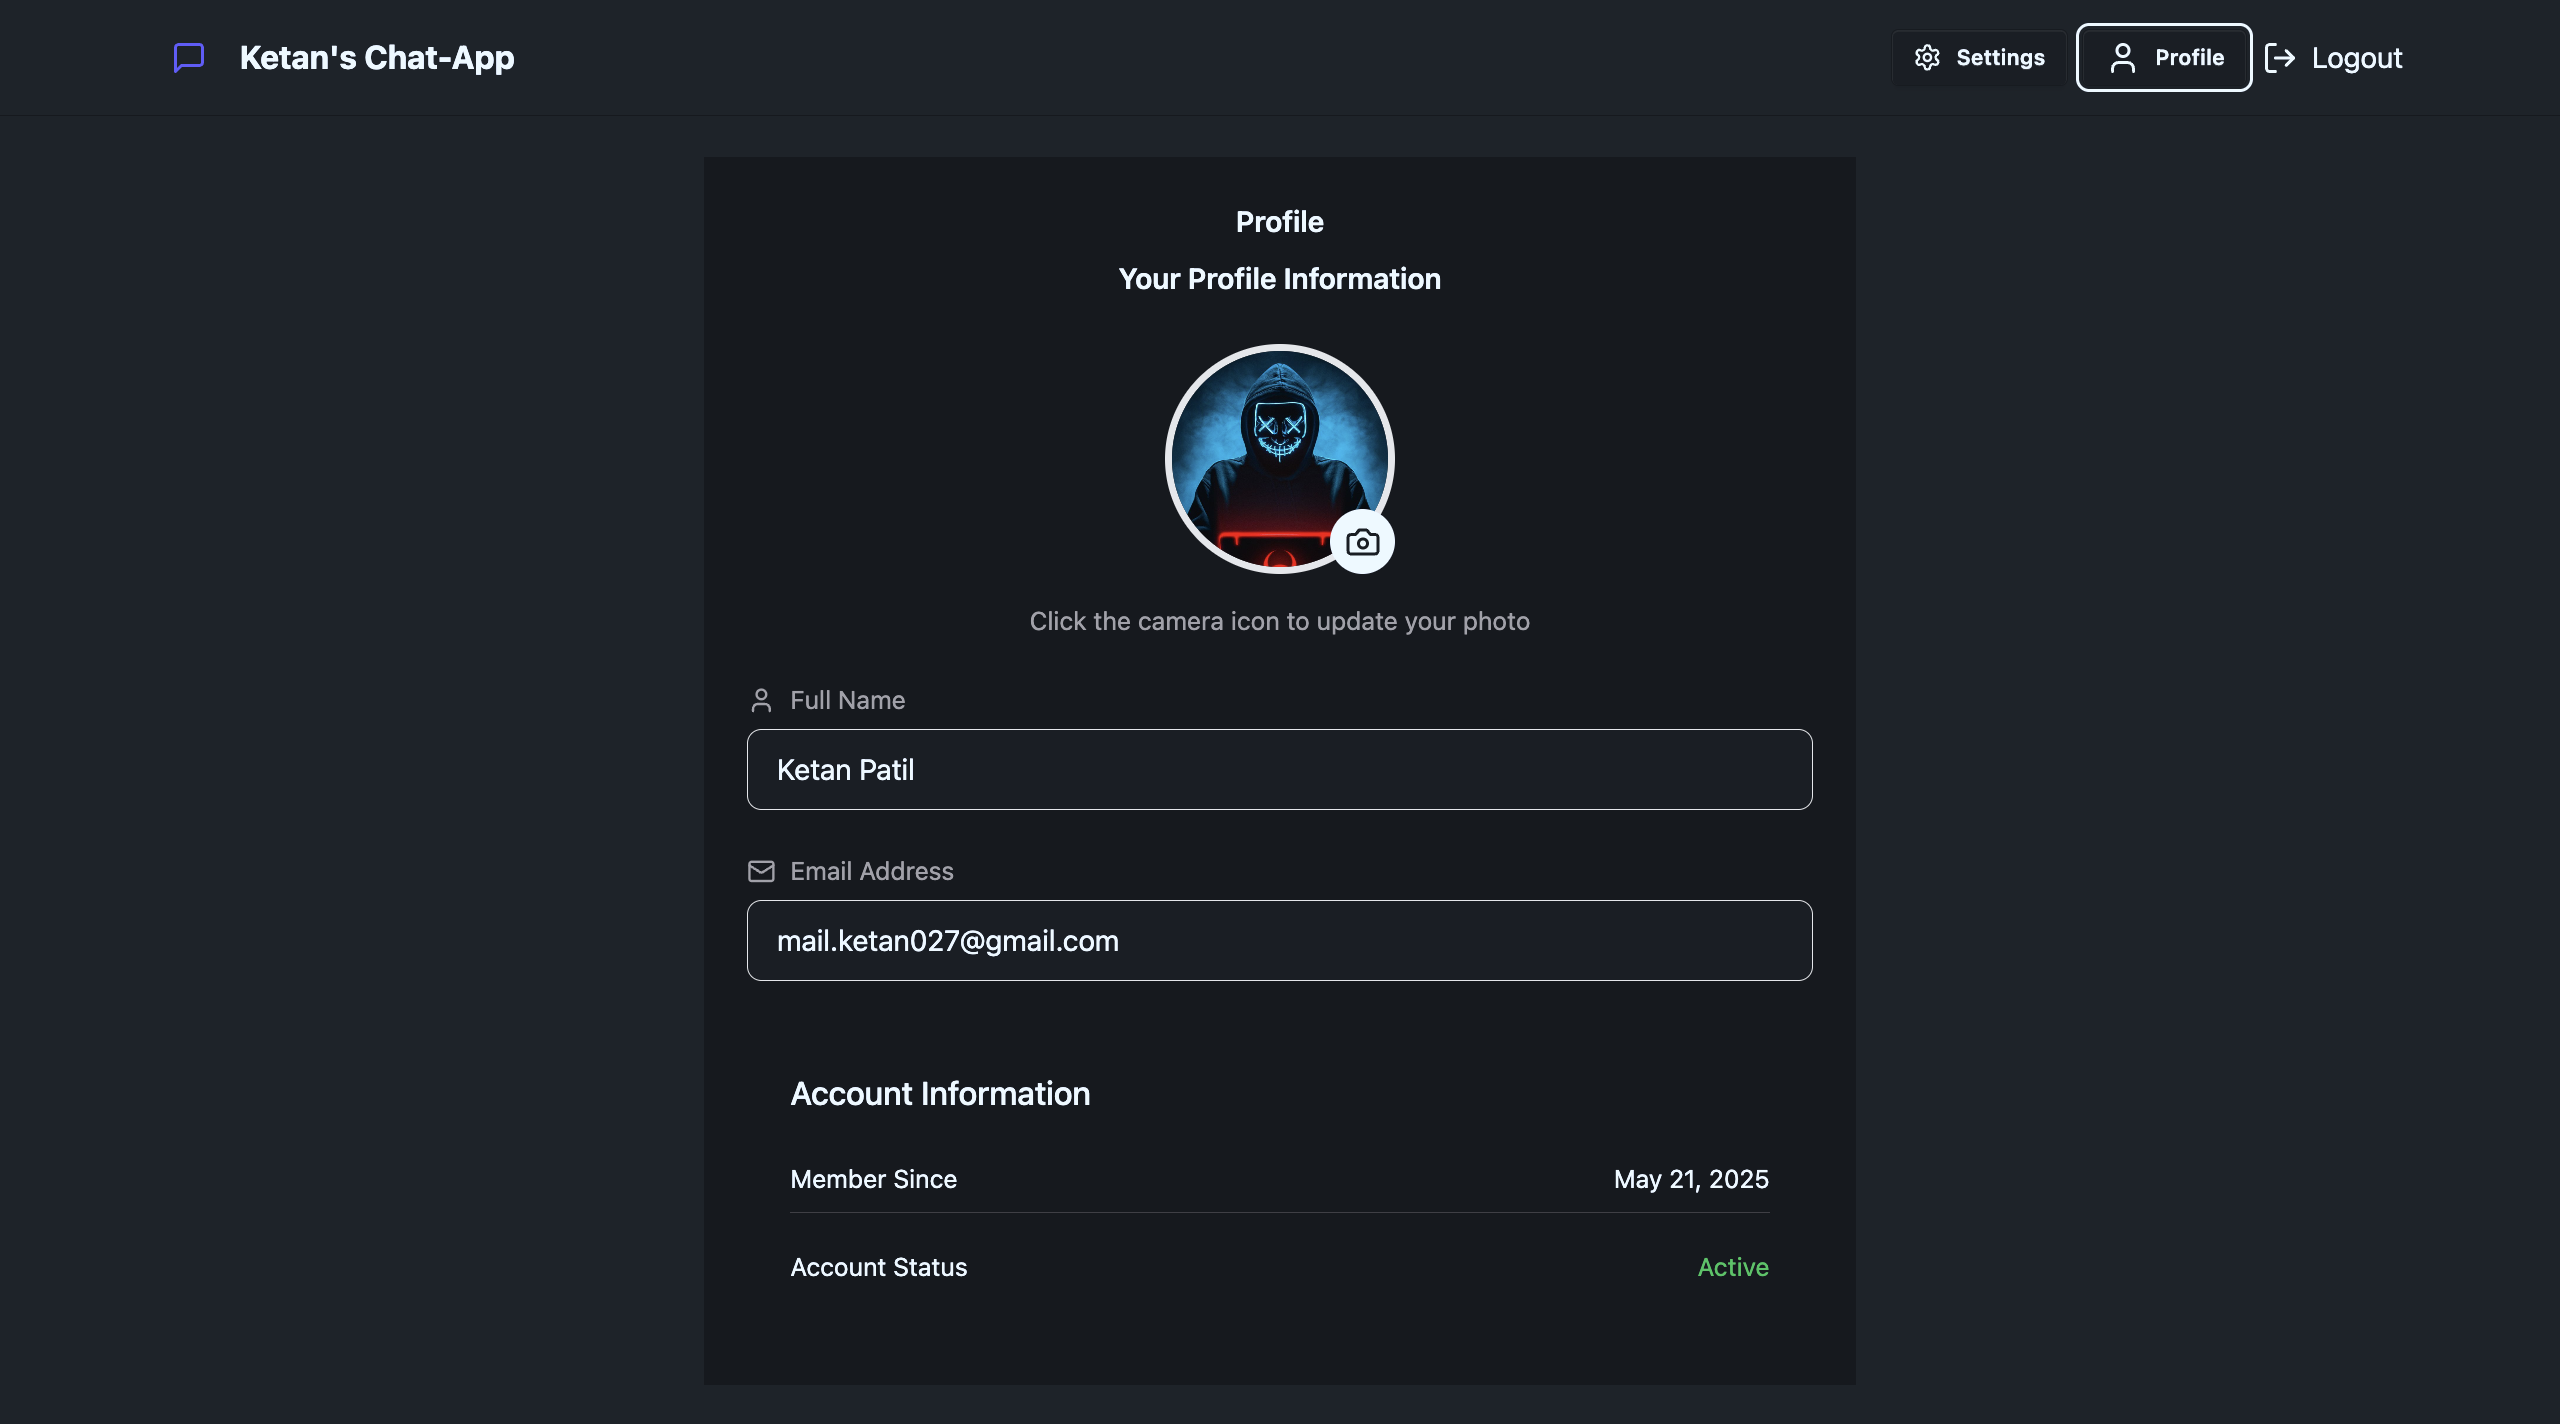 Ketan's Chat-App
Settings
Profile
Logout
Profile
Your Profile Information
Click the camera icon to update your photo
Full Name
Ketan Patil
Email Address
mail.ketan027@gmail.com
Account Information
Member Since May 21, 2025
Account Status Active